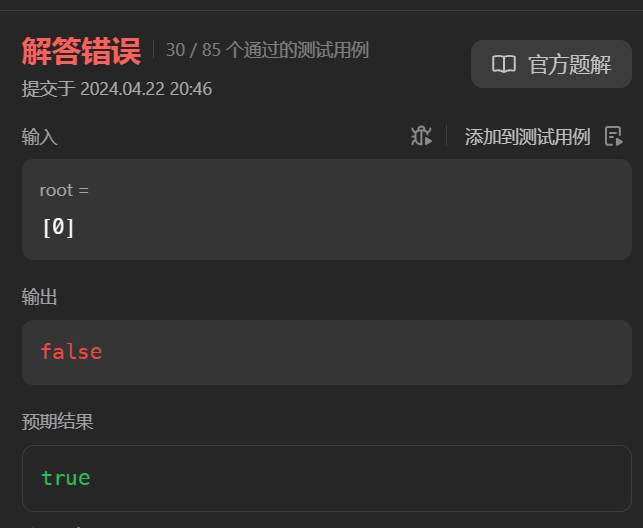 解答错误 30 / 85 个通过的测试用例
官方题解
提交于 2024.04.22 20:46
输入 添加到测试用例
root =
[0]
输出
false
预期结果
true